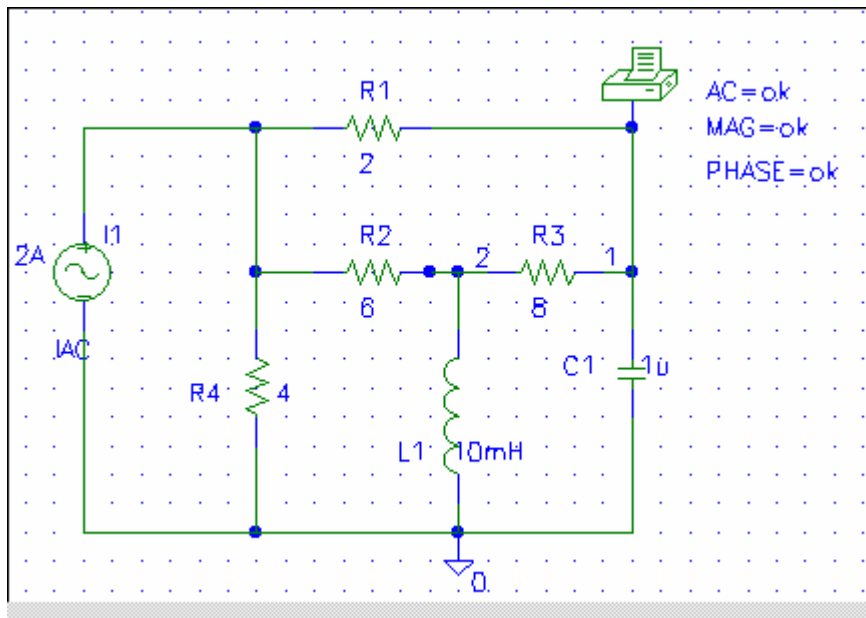 R1
AC=ok
MAG=ok
2
PHASE=ok
I1
R2
R3
2A
2
1
6
8
IAC
C1
1u
R4
4
L1
10mH
0